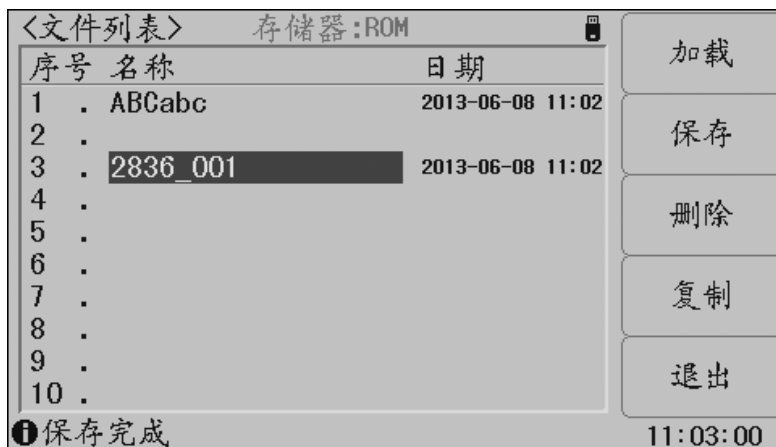 <文件列表> 存储器:ROM
序号 名称 日期
1 . ABCabc 2013-06-08 11:02
2 .
3 . 2836_001 2013-06-08 11:02
4 .
5 .
6 .
7 .
8 .
9 .
10 .
保存完成
加载
保存
删除
复制
退出
11:03:00